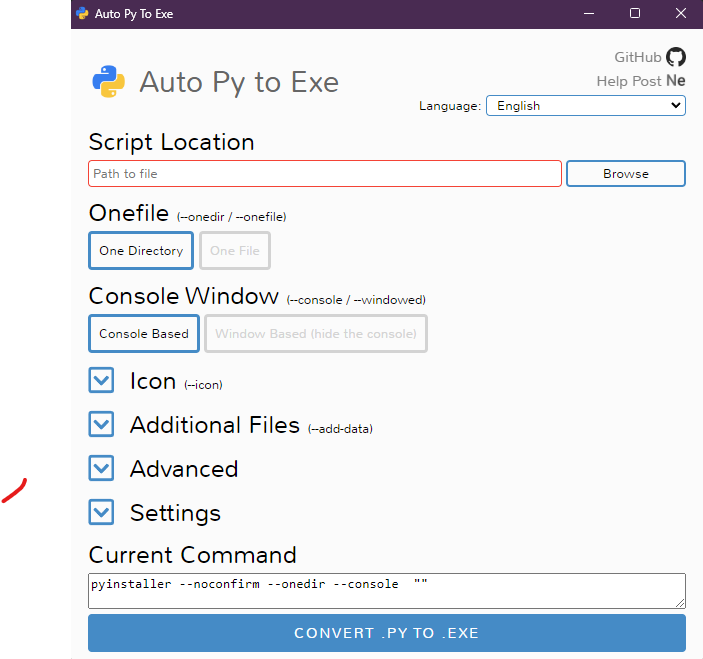 Auto Py To Exe
GitHub
Auto Py to Exe
Help Post Ne
Language: English
Script Location
Path to file Browse
Onefile (--onedir / --onefile)
One Directory One File
Console Window (--console / --windowed)
Console Based Window Based (hide the console)
Icon (--icon)
Additional Files (--add-data)
Advanced
Settings
Current Command
pyinstaller --noconfirm --onedir --console  ""
CONVERT .PY TO .EXE